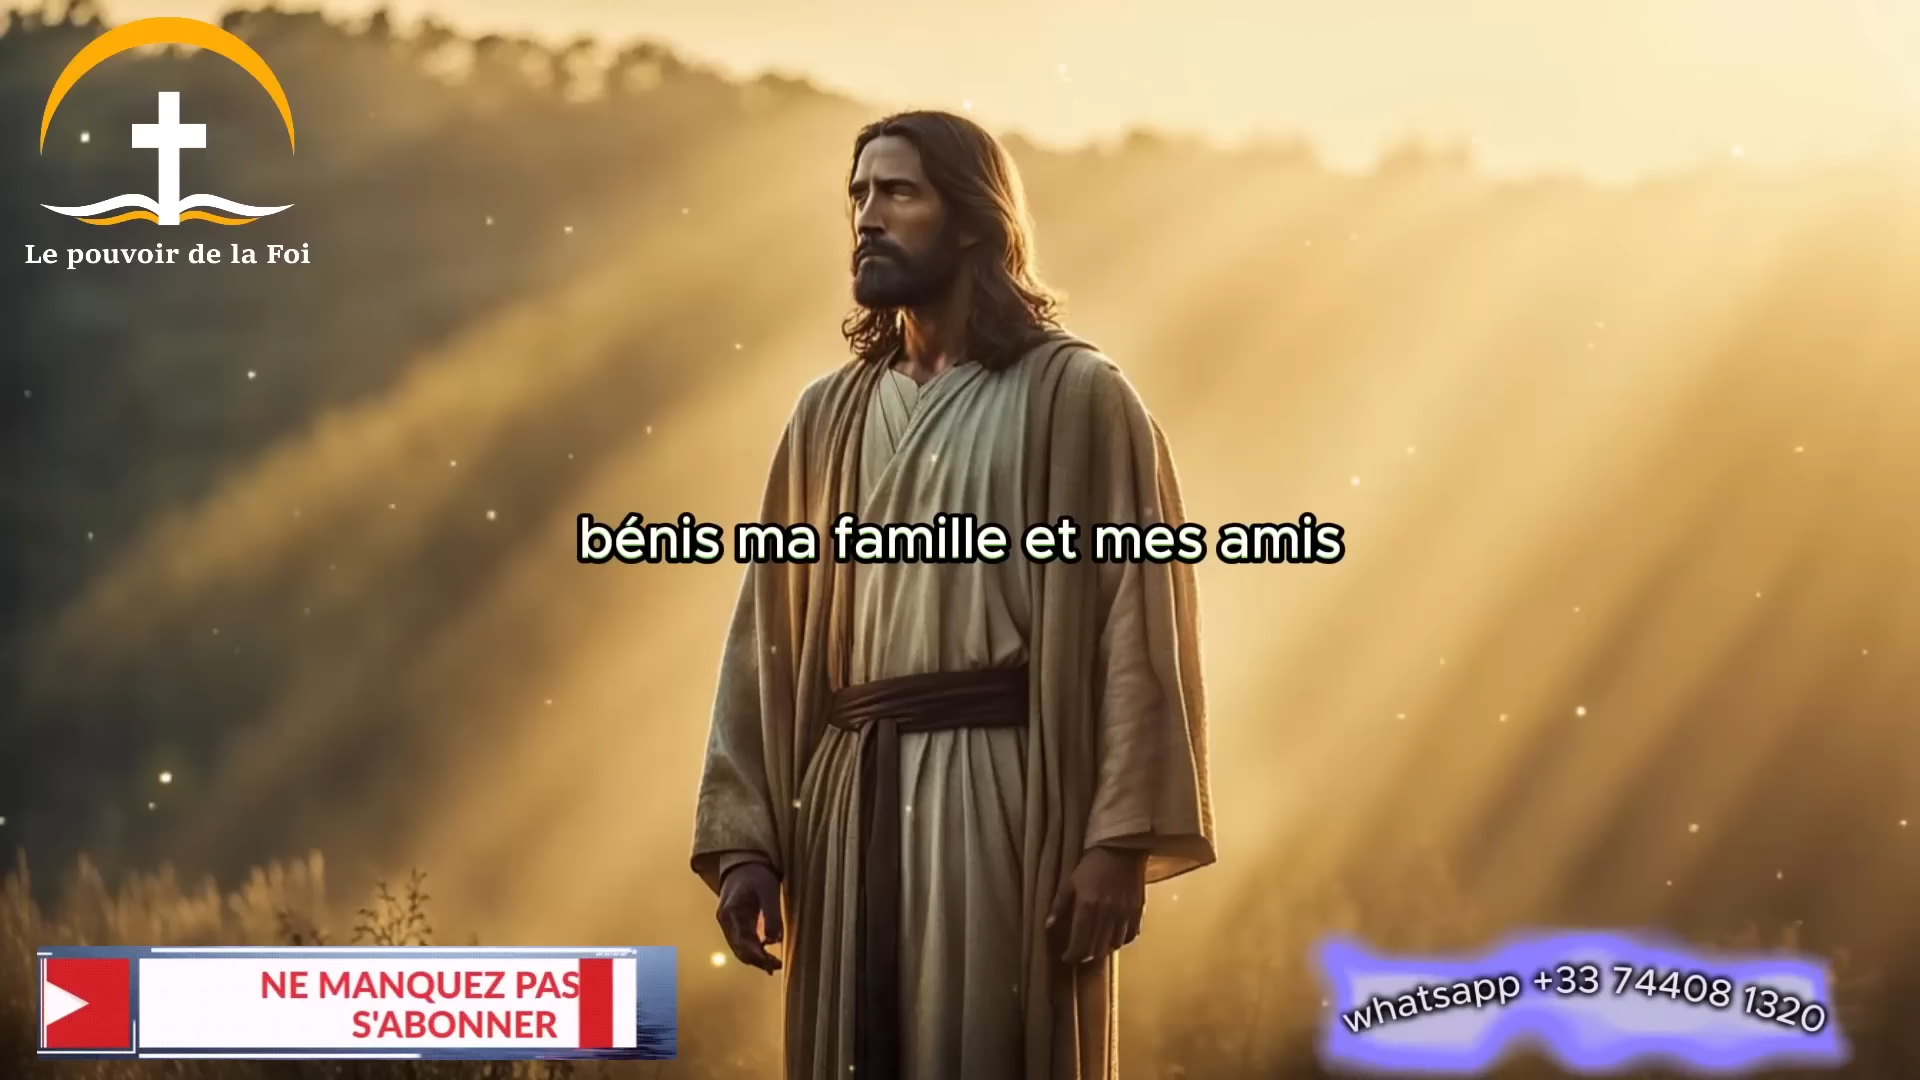 Le pouvoir de la Foi
bénis ma famille et mes amis
NE MANQUEZ PAS
S'ABONNER
whatsapp +33 74408 1320